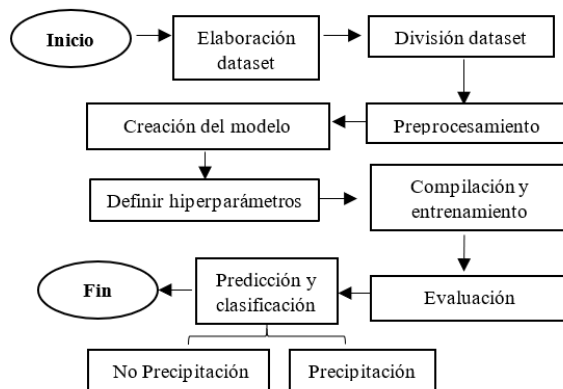 Inicio
Elaboración
dataset
División dataset
Preprocesamiento
Creación del modelo
Definir hiperparámetros
Compilación y
entrenamiento
Evaluación
Predicción y
clasificación
Fin
No Precipitación
Precipitación